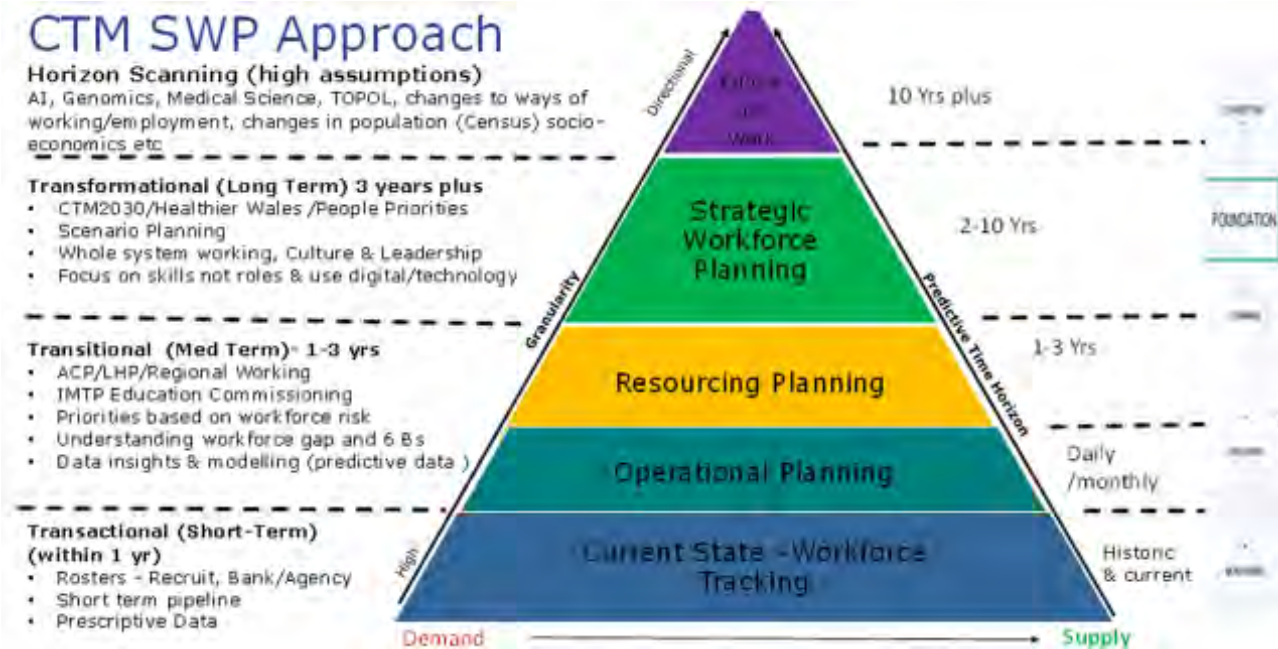 CTM SWP Approach
Horizon Scanning (high assumptions)
AI, Genomics, Medical Science, TOPOL, changes to ways of
working/employment, changes in population (Census) socio-
economics etc
Transformational (Long Term) 3 years plus
• CTM2030/Healthier Wales /People Priorities
• Scenario Planning
• Whole system working, Culture & Leadership
• Focus on skills not roles & use digital/technology
Transitional (Med Term)- 1-3 yrs
• ACP/LHP/Regional Working
• IMTP Education Commissioning
• Priorities based on workforce risk
• Understanding workforce gap and 6 Bs
• Data insights & modelling (predictive data )
Transactional (Short-Term)
(within 1 yr)
• Rosters - Recruit, Bank/Agency
• Short term pipeline
• Prescriptive Data
Directional
Granularity
High
Work
Strategic
Workforce
Planning
Resourcing Planning
Operational Planning
Current State -Workforce
Tracking
Demand
Supply
Predictive Time Horizon
10 Yrs plus
2-10 Yrs
1-3 Yrs
Daily
/monthly
Historic
& current
FOUNDATION